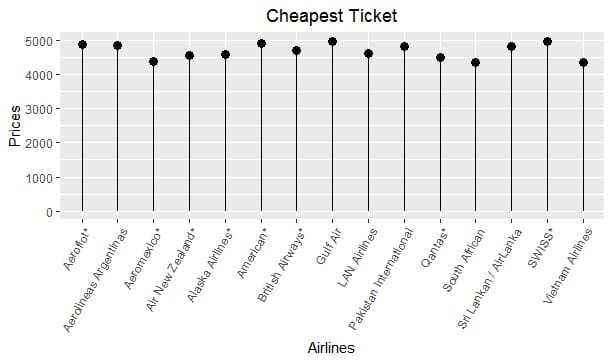 Cheapest Ticket
5000
4000
3000
2000
1000
0
Prices
Aeroflot*
Aerolineas Argentinas
Aeromexico*
Air New Zealand*
Alaska Airlines*
American*
British Airways*
Gulf Air
LAN Airlines
Pakistan International
Qantas*
South African
Sri Lankan / AirLanka
SWISS*
Vietnam Airlines
Airlines